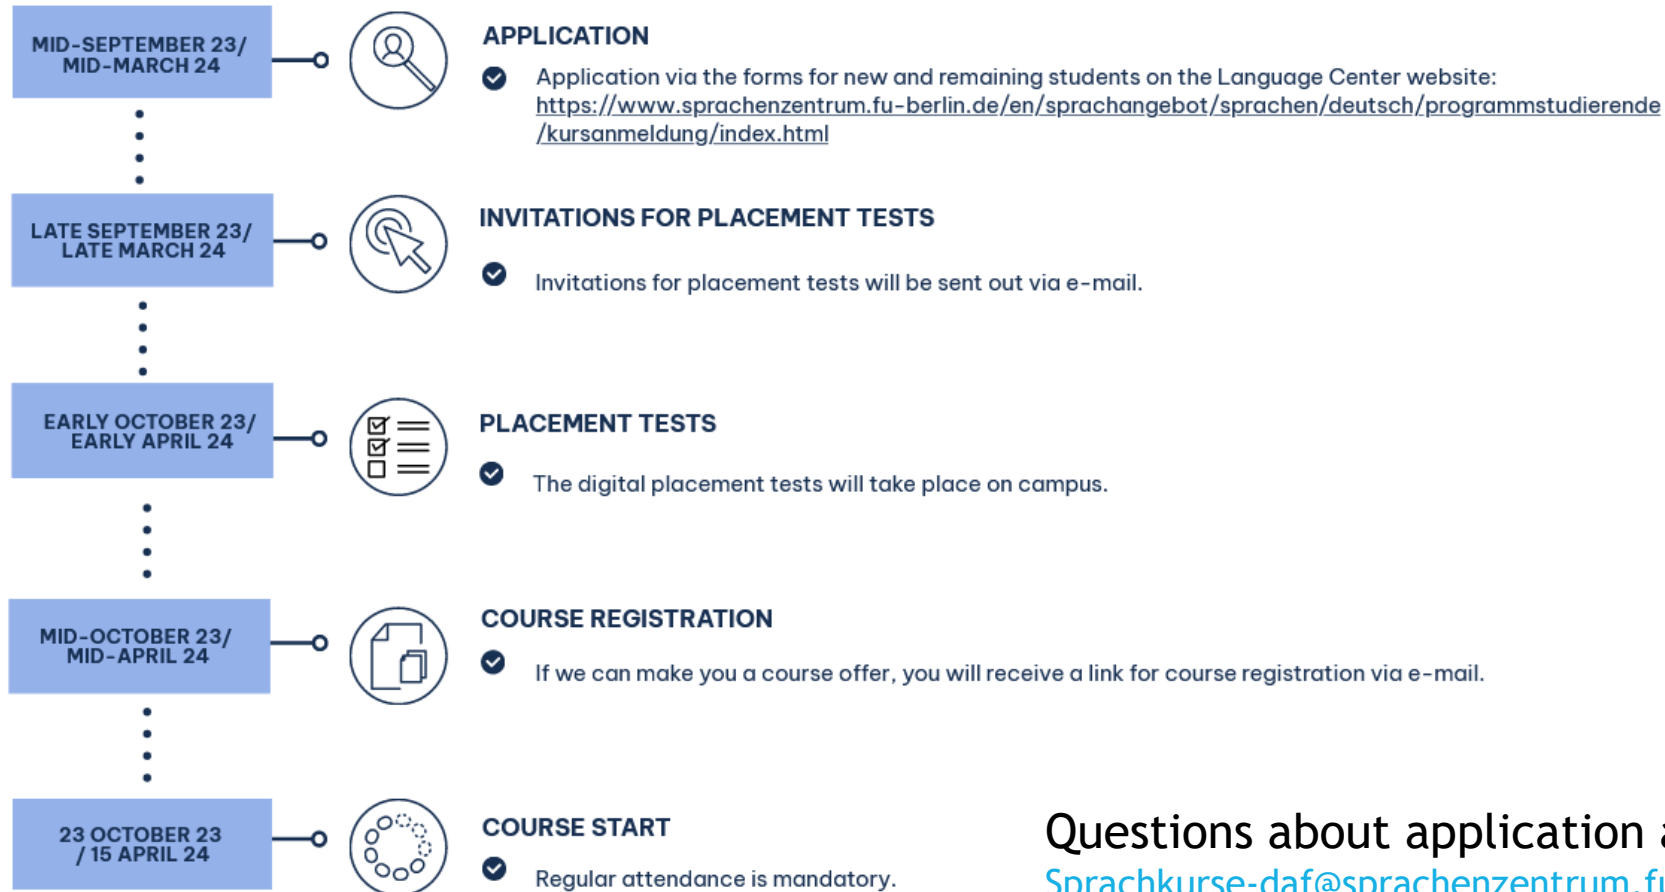 MID-SEPTEMBER 23/
MID-MARCH 24
APPLICATION
Application via the forms for new and remaining students on the Language Center website:
https://www.sprachenzentrum.fu-berlin.de/en/sprachangebot/sprachen/deutsch/programmstudierende
/kursanmeldung/index.html
LATE SEPTEMBER 23/
LATE MARCH 24
INVITATIONS FOR PLACEMENT TESTS
Invitations for placement tests will be sent out via e-mail.
EARLY OCTOBER 23/
EARLY APRIL 24
PLACEMENT TESTS
The digital placement tests will take place on campus.
MID-OCTOBER 23/
MID-APRIL 24
COURSE REGISTRATION
If we can make you a course offer, you will receive a link for course registration via e-mail.
23 OCTOBER 23
/ 15 APRIL 24
COURSE START
Regular attendance is mandatory.
Questions about application
Sprachkurse-daf@sprachenzentrum.fu